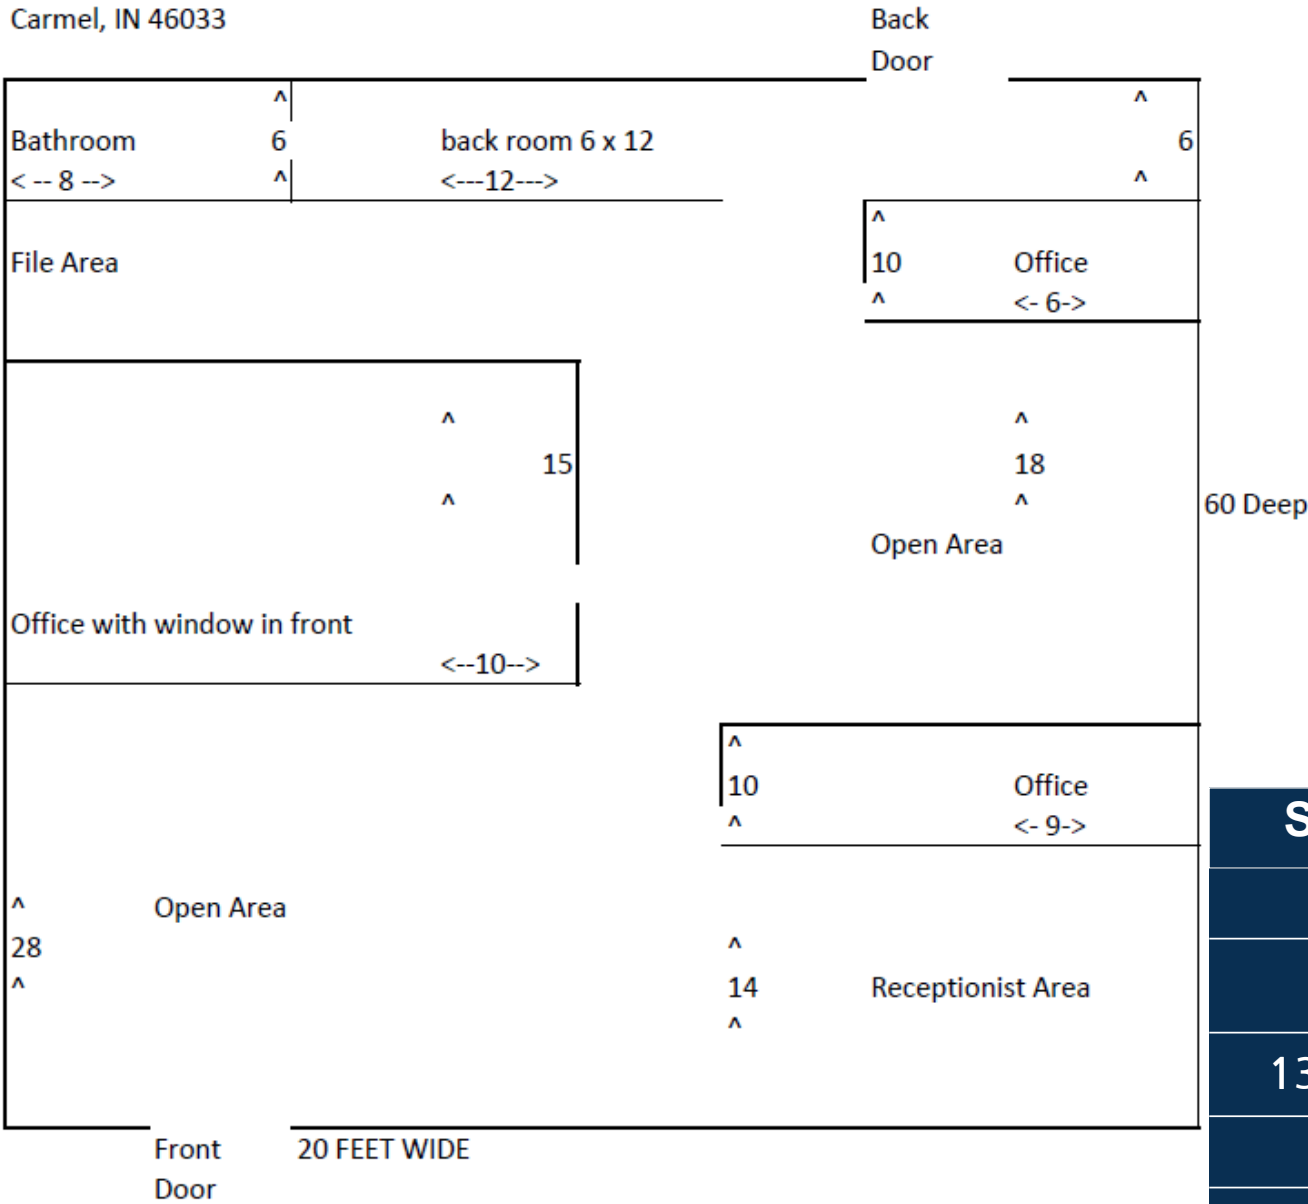 Carmel, IN 46033
Back
Door
^ ^
Bathroom 6 back room 6 x 12 6
< -- 8 --> ^ <---12---> ^
^
File Area 10 Office
^ <- 6->
^ ^
15 18
^ ^ 60 Deep
Open Area
Office with window in front
<--10-->
^
10 Office
^ <- 9->
^ Open Area
28 ^
^ 14 Receptionist Area
^
Front 20 FEET WIDE
Door
S
13